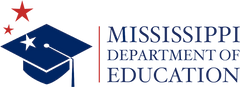 MISSISSIPPI
DEPARTMENT OF
EDUCATION